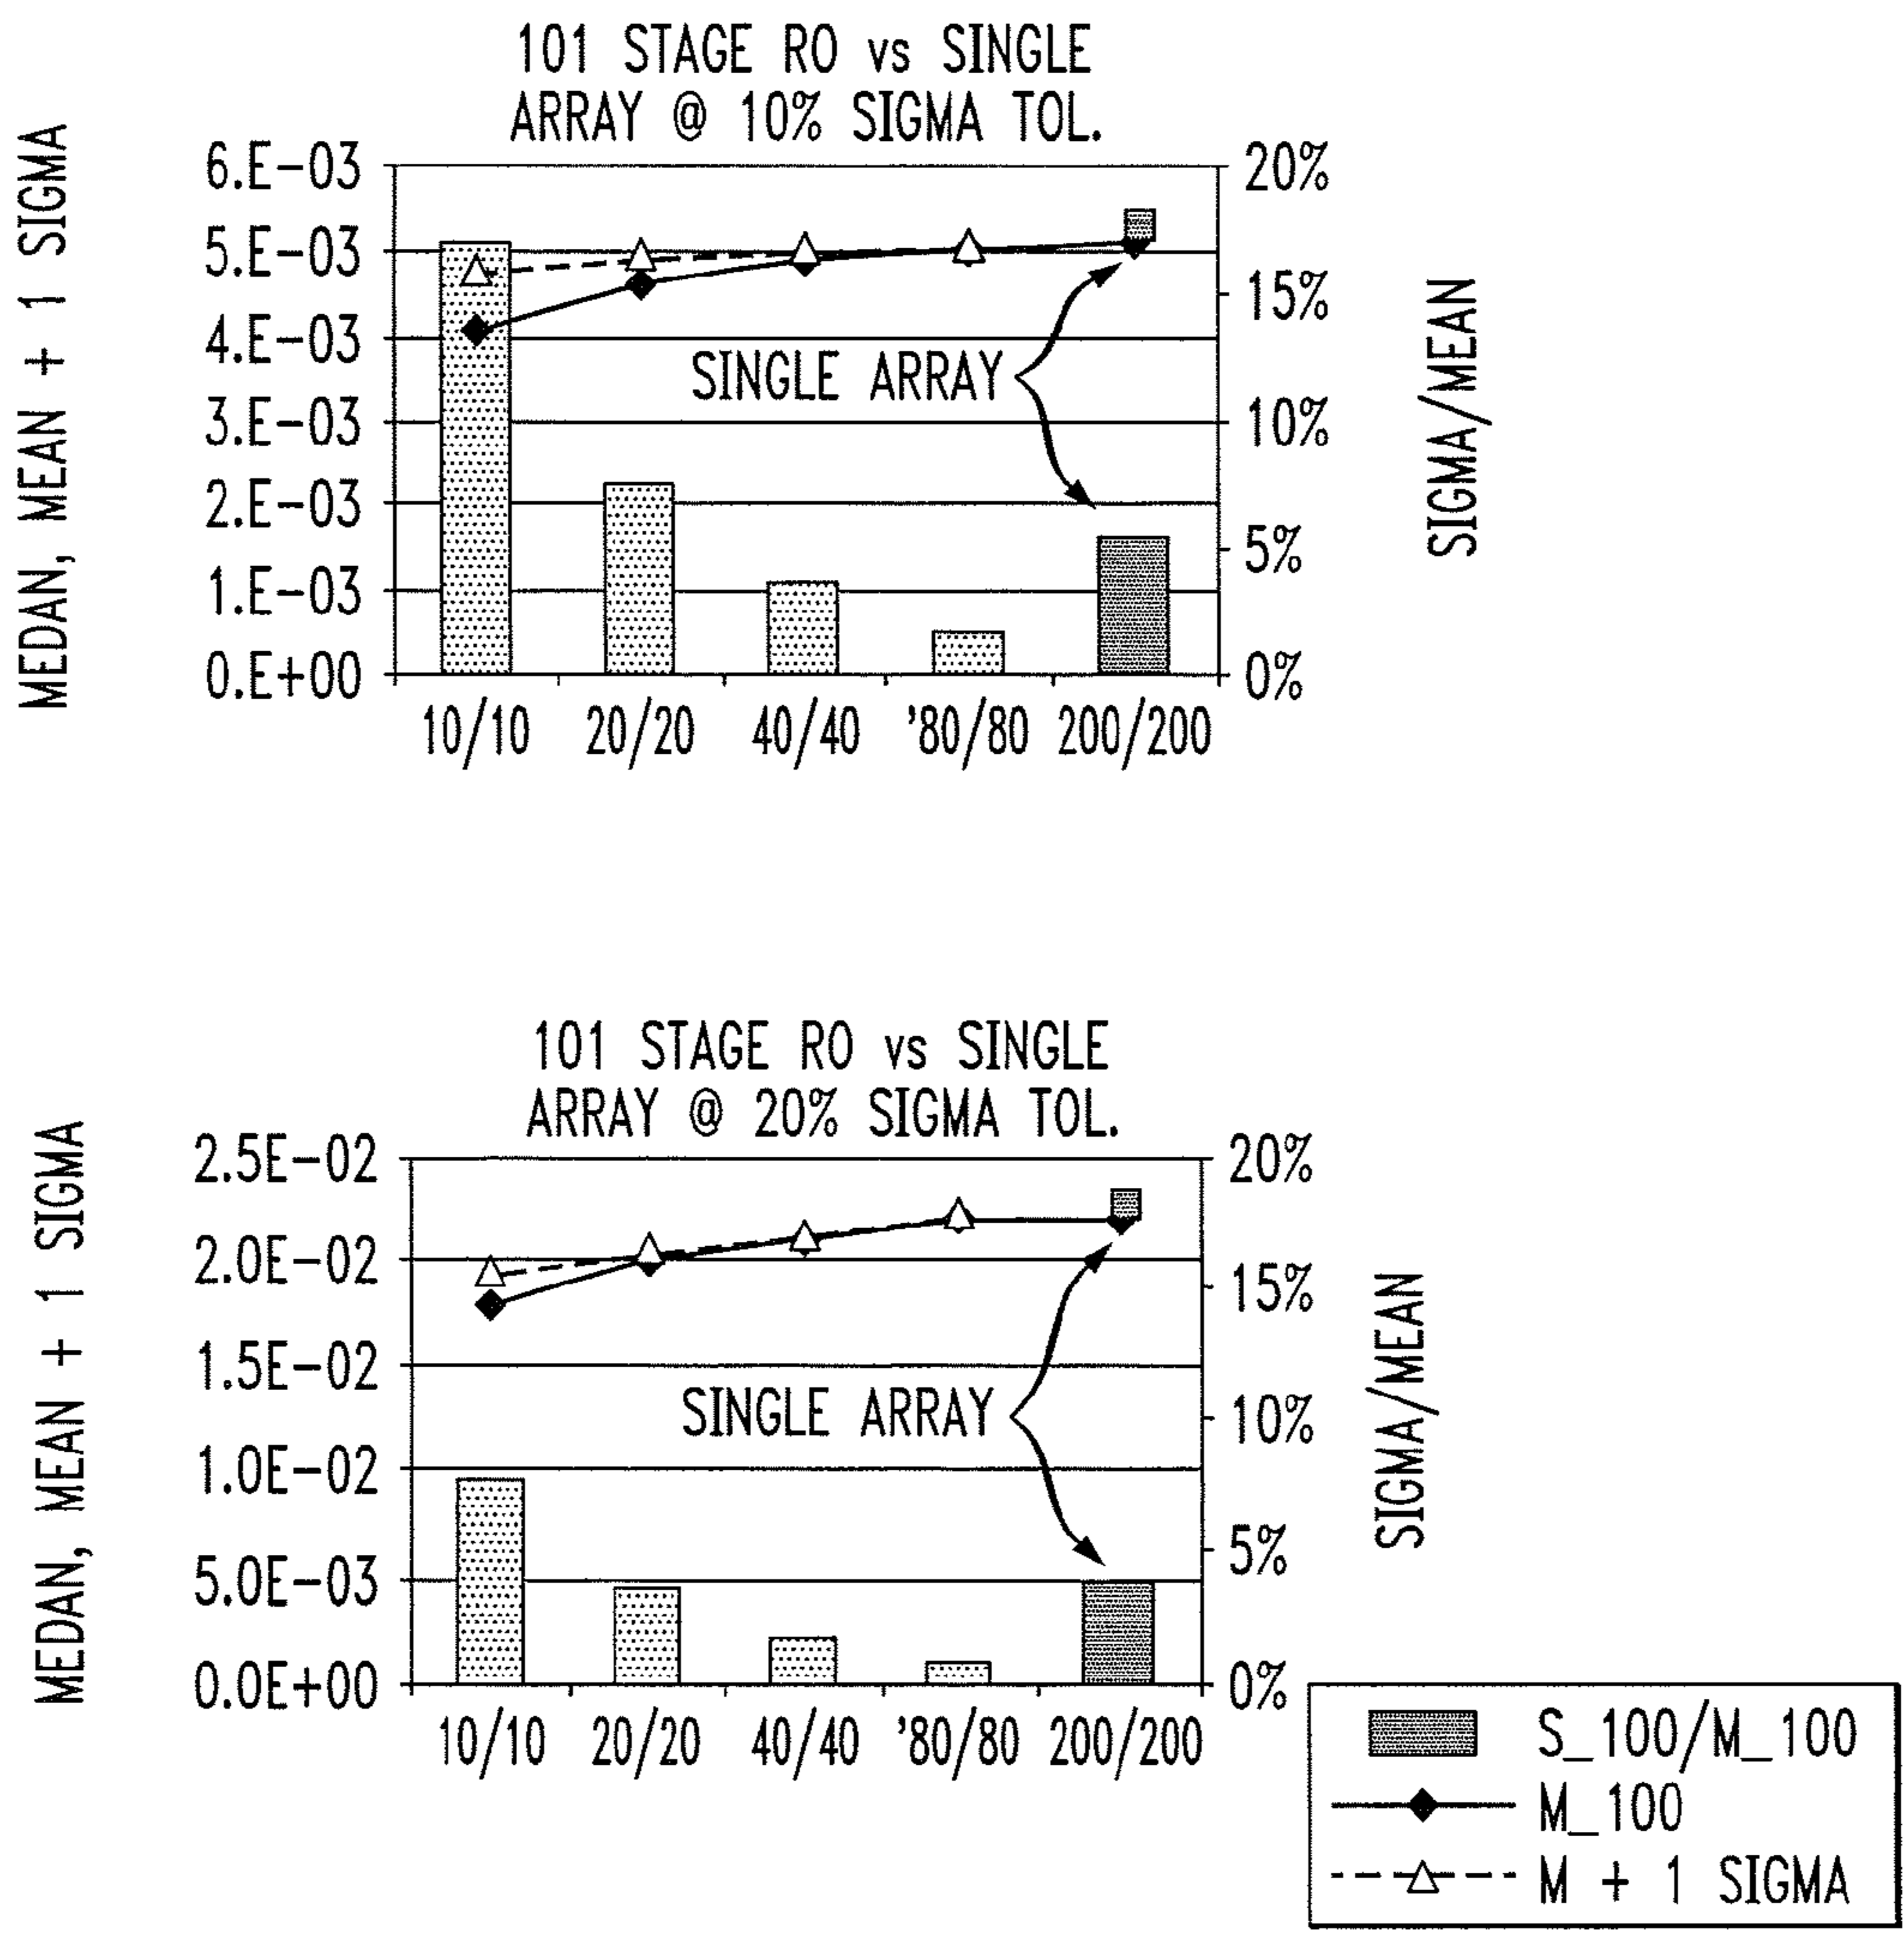 101 STAGE RO vs SINGLE
ARRAY @ 10% SIGMA TOL.
MEDAN, MEAN + 1 SIGMA
6.E-03
5.E-03
4.E-03
3.E-03
2.E-03
1.E-03
0.E+00
20%
15%
10%
5%
0%
SIGMA/MEAN
SINGLE ARRAY
10/10 20/20 40/40 '80/80 200/200
101 STAGE RO vs SINGLE
ARRAY @ 20% SIGMA TOL.
MEDAN, MEAN + 1 SIGMA
2.5E-02
2.0E-02
1.5E-02
1.0E-02
5.0E-03
0.0E+00
20%
15%
10%
5%
0%
SIGMA/MEAN
SINGLE ARRAY
10/10 20/20 40/40 '80/80 200/200
S_100/M_100
M_100
M + 1 SIGMA